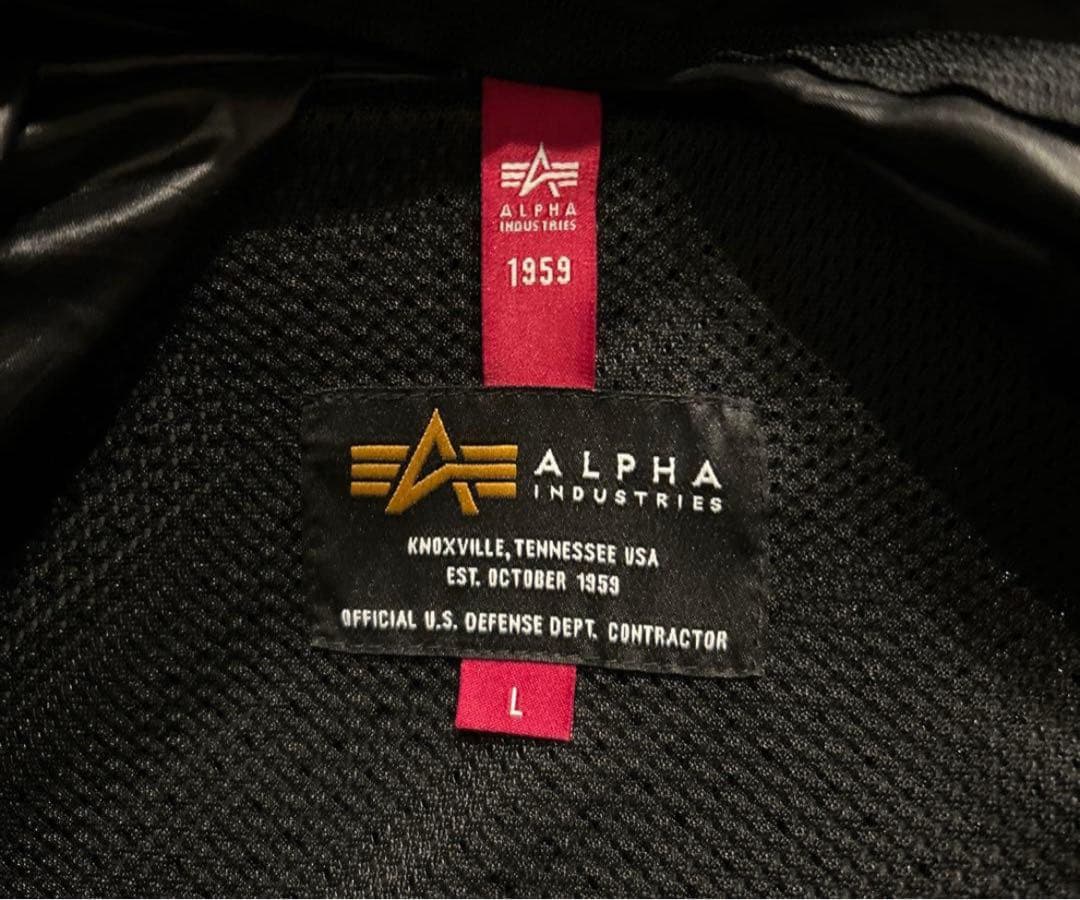 ALPHA
INDUSTRIES
1959
ALPHA
INDUSTRIES
KNOXVILLE, TENNESSEE USA
EST. OCTOBER 1959
OFFICIAL U.S. DEFENSE DEPT. CONTRACTOR
L